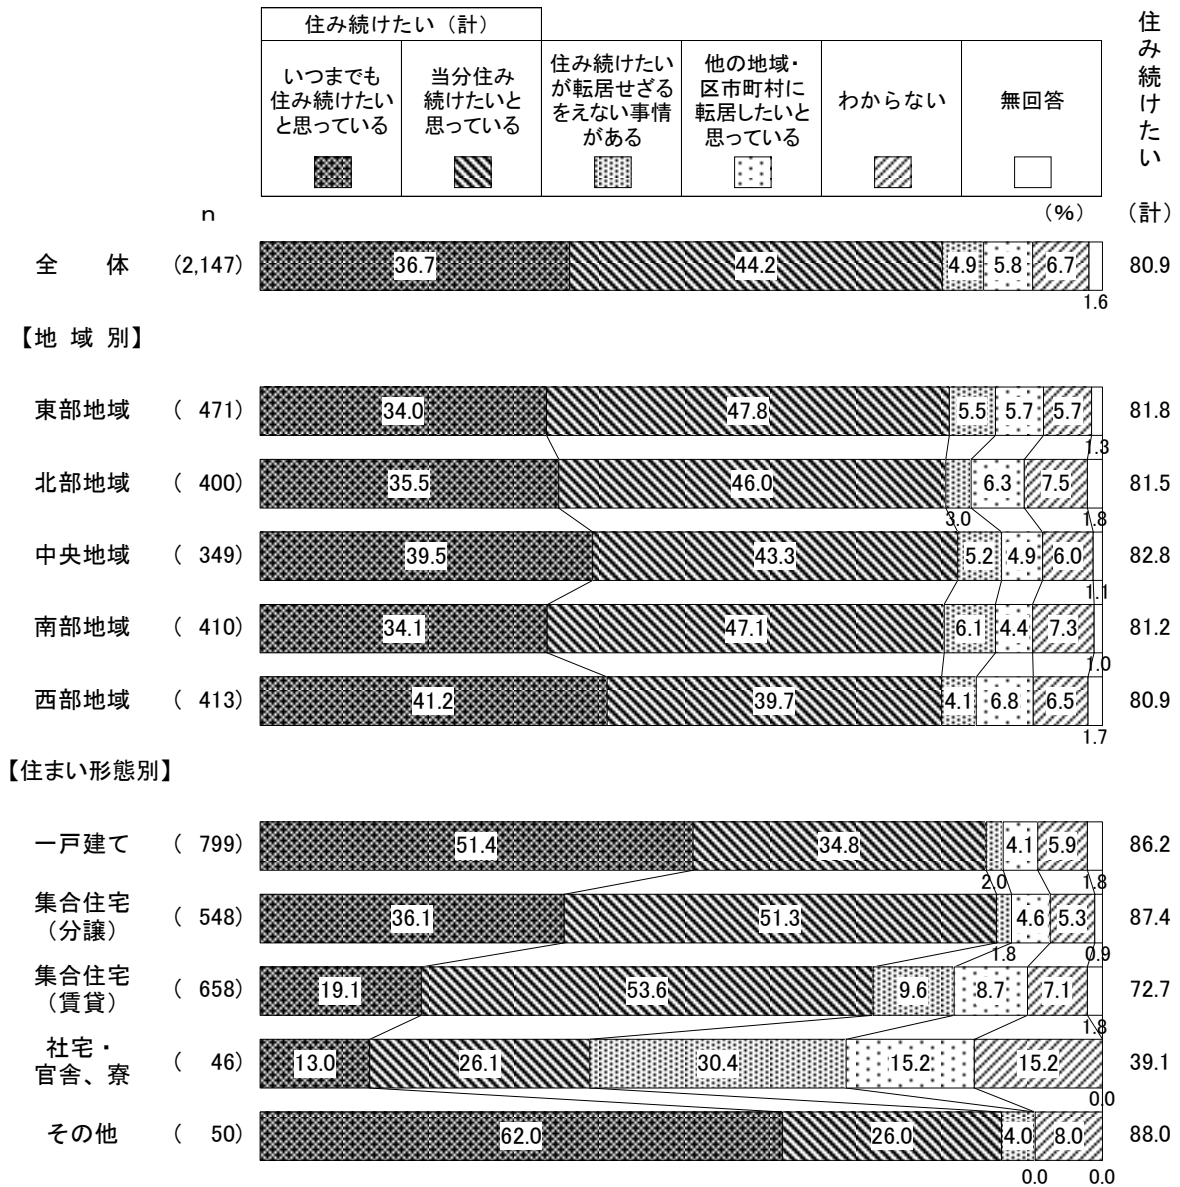 住み続けたい（計）
いつまでも
住み続けたい
と思っている
当分住み
続けたいと
思っている
住み続けたい
が転居せざる
をえない事情
がある
他の地域・
区市町村に
転居したいと
思っている
わからない
無回答
住み続けたい
（計）
n
（%）
全　体 (2,147) 36.7 44.2 4.9 5.8 6.7 80.9
1.6
【地 域 別】
東部地域 ( 471) 34.0 47.8 5.5 5.7 5.7 81.8
1.3
北部地域 ( 400) 35.5 46.0 6.3 7.5 81.5
3.0 1.8
中央地域 ( 349) 39.5 43.3 5.2 4.9 6.0 82.8
1.1
南部地域 ( 410) 34.1 47.1 6.1 4.4 7.3 81.2
1.0
西部地域 ( 413) 41.2 39.7 4.1 6.8 6.5 80.9
1.7
【住まい形態別】
一戸建て ( 799) 51.4 34.8 4.1 5.9 86.2
2.0 1.8
集合住宅
（分譲） ( 548) 36.1 51.3 4.6 5.3 87.4
1.8 0.9
集合住宅
（賃貸） ( 658) 19.1 53.6 9.6 8.7 7.1 72.7
1.8
社宅・
官舎、寮 ( 46) 13.0 26.1 30.4 15.2 15.2 39.1
0.0
その他 ( 50) 62.0 26.0 4.0 8.0 88.0
0.0 0.0